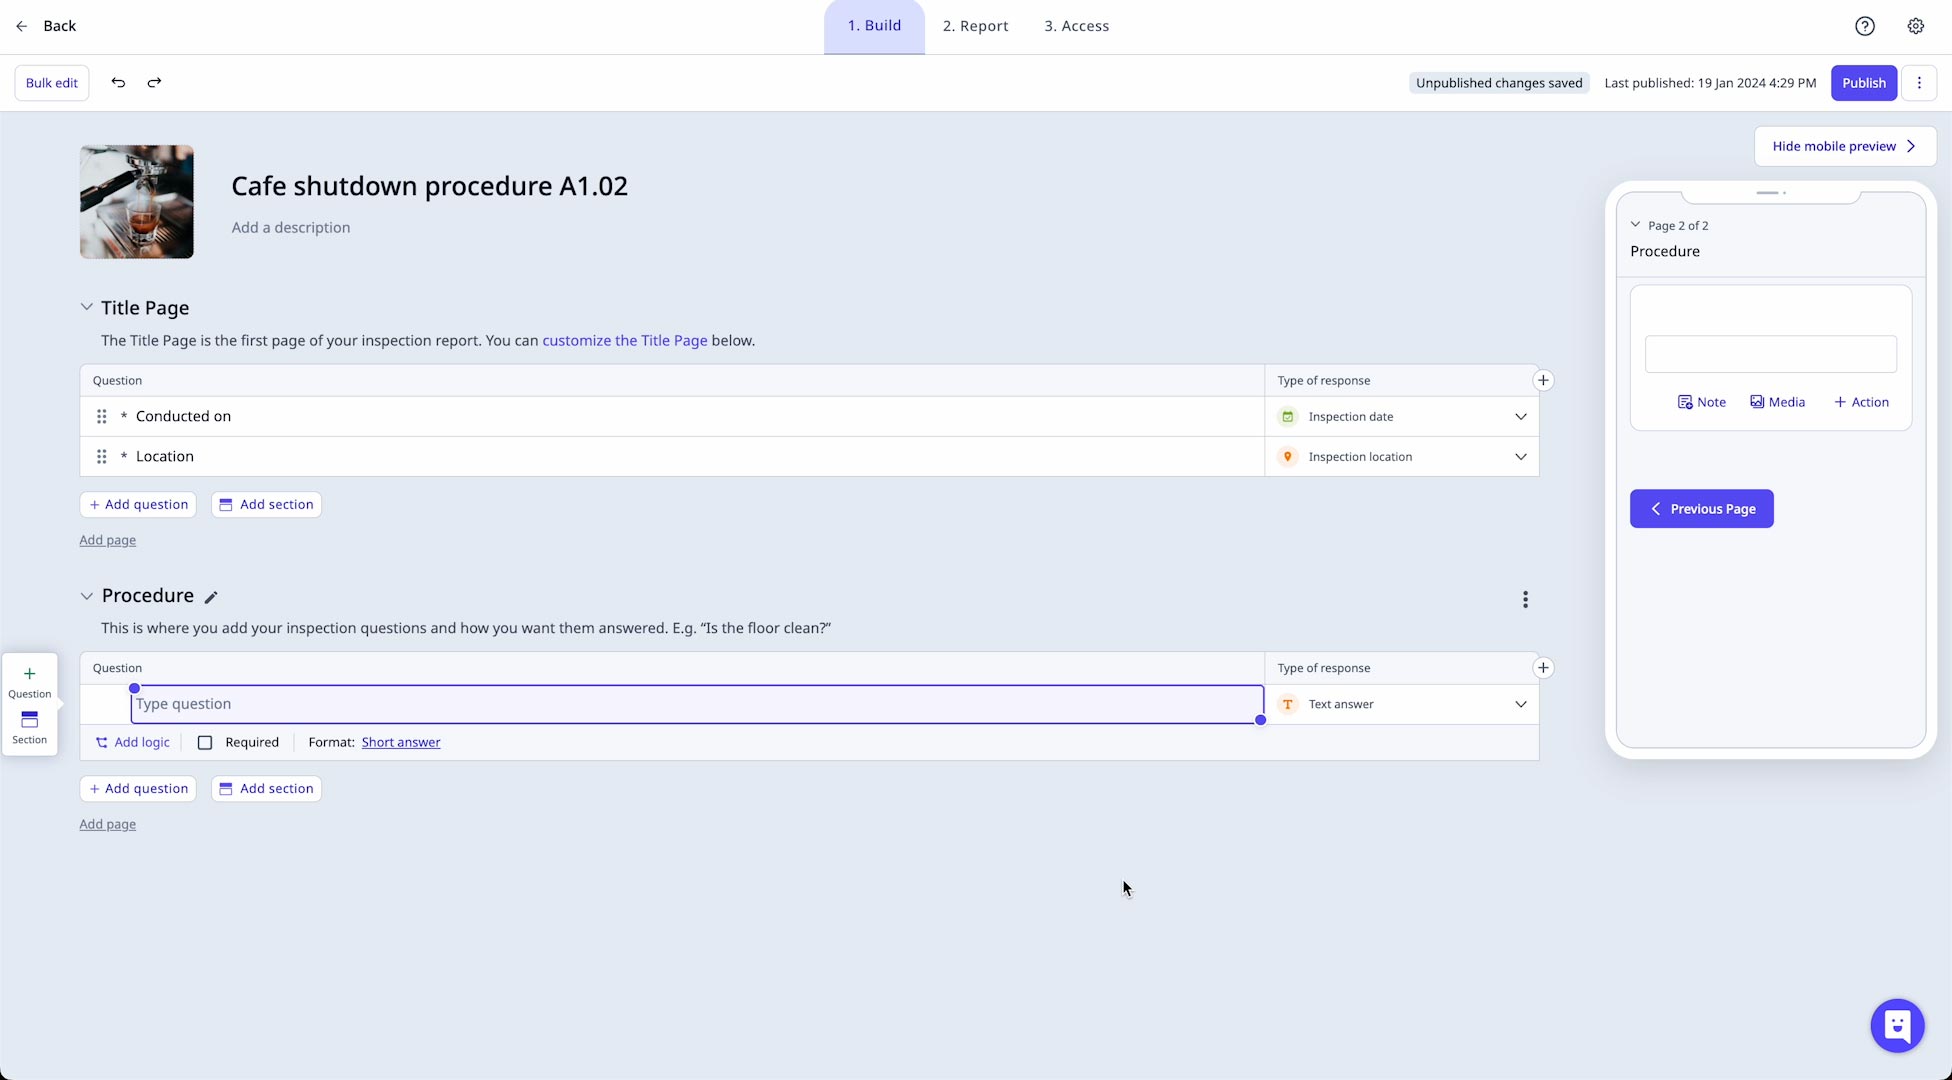 Back
1. Build
2. Report
3. Access
Bulk edit
Unpublished changes saved
Last published: 19 Jan 2024 4:29 PM
Publish
Hide mobile preview
Cafe shutdown procedure A1.02
Add a description
Title Page
The Title Page is the first page of your inspection report. You can customize the Title Page below.
Question
Type of response
* Conducted on
Inspection date
* Location
Inspection location
+ Add question
Add section
Add page
Procedure
This is where you add your inspection questions and how you want them answered. E.g. “Is the floor clean?”
Question
Type of response
Type question
T Text answer
Add logic
Required
Format: Short answer
+ Add question
Add section
Add page
+
Question
Section
Page 2 of 2
Procedure
Note
Media
+ Action
Previous Page